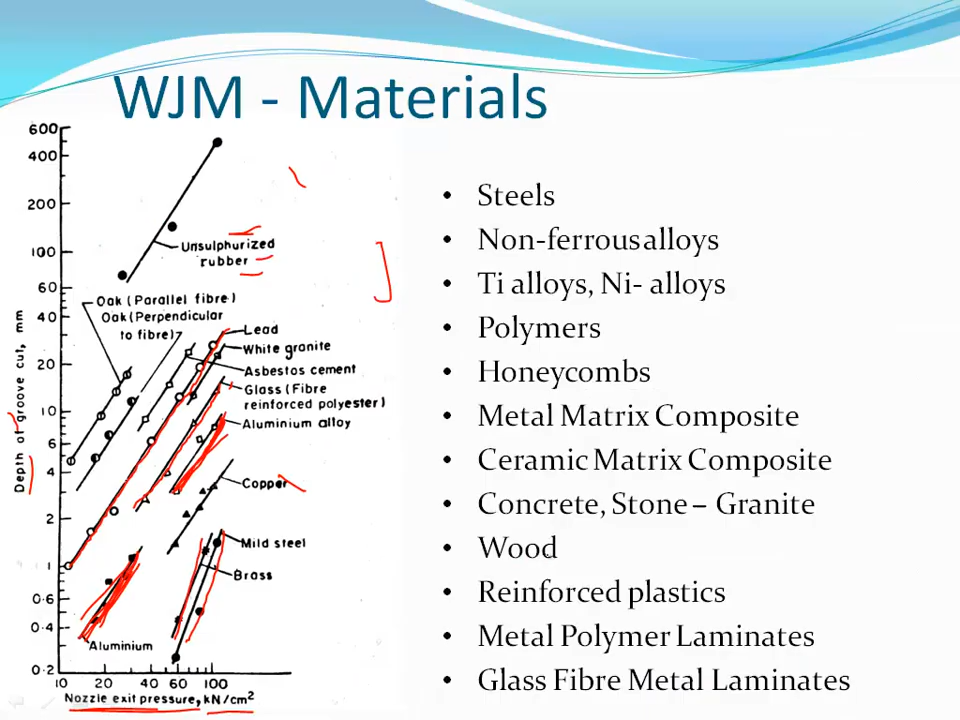 WJM - Materials
600
400
200
100
60
40
20
10
6
4
2
1
0.6
0.4
0.2
Depth of groove cut, mm
Unsulphurized
rubber
Oak (Parallel fibre)
Oak (Perpendicular
to fibre)
Lead
White granite
Asbestos cement
Glass (Fibre
reinforced polyester)
Aluminium alloy
Copper
Mild steel
Brass
Aluminium
10 20 40 60 100
Nozzle exit pressure, kN/cm²
• Steels
• Non-ferrous alloys
• Ti alloys, Ni- alloys
• Polymers
• Honeycombs
• Metal Matrix Composite
• Ceramic Matrix Composite
• Concrete, Stone – Granite
• Wood
• Reinforced plastics
• Metal Polymer Laminates
• Glass Fibre Metal Laminates